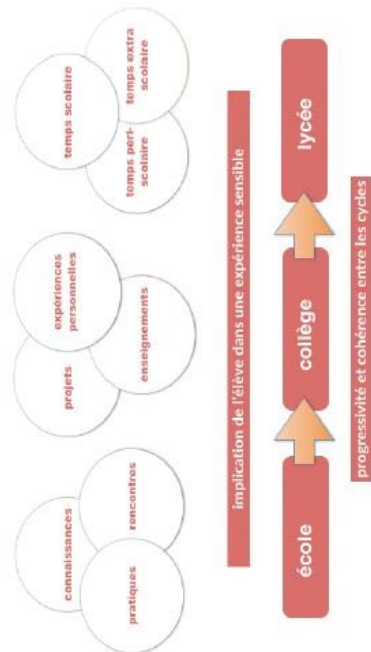 connaissances
pratiques
rencontres
projets
expériences
personnelles
enseignements
temps scolaire
temps péri-
scolaire
temps extra
scolaire
implication de l'élève dans une expérience sensible
école
collège
lycée
progressivité et cohérence entre les cycles